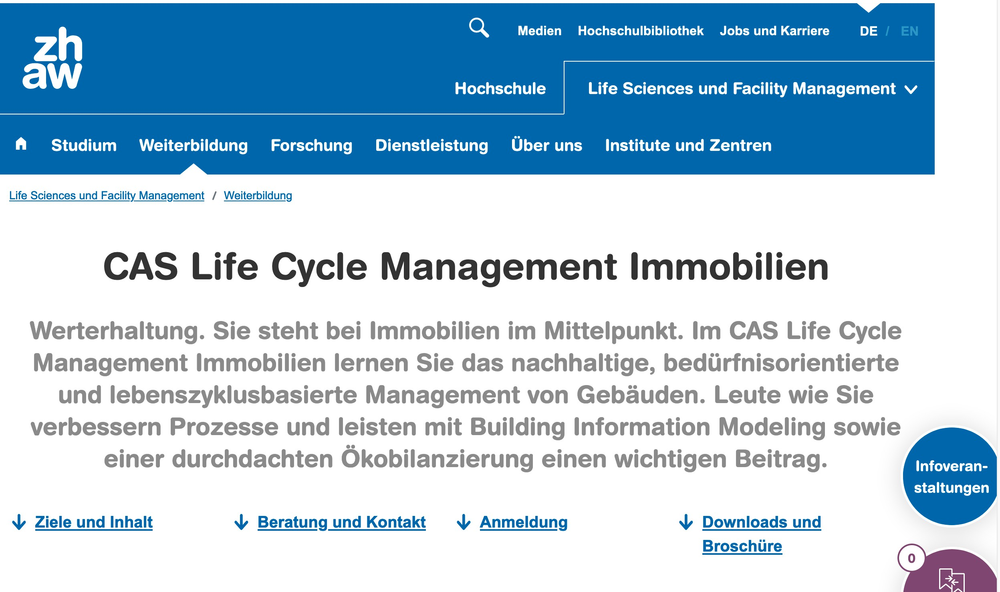 zh
aw
Medien Hochschulbibliothek Jobs und Karriere DE / EN
Hochschule Life Sciences und Facility Management
Studium Weiterbildung Forschung Dienstleistung Über uns Institute und Zentren
Life Sciences und Facility Management / Weiterbildung
CAS Life Cycle Management Immobilien
Werterhaltung. Sie steht bei Immobilien im Mittelpunkt. Im CAS Life Cycle
Management Immobilien lernen Sie das nachhaltige, bedürfnisorientierte
und lebenszyklusbasierte Management von Gebäuden. Leute wie Sie
verbessern Prozesse und leisten mit Building Information Modeling sowie
einer durchdachten Ökobilanzierung einen wichtigen Beitrag.
Infoveran-
staltungen
Ziele und Inhalt Beratung und Kontakt Anmeldung Downloads und
Broschüre
0